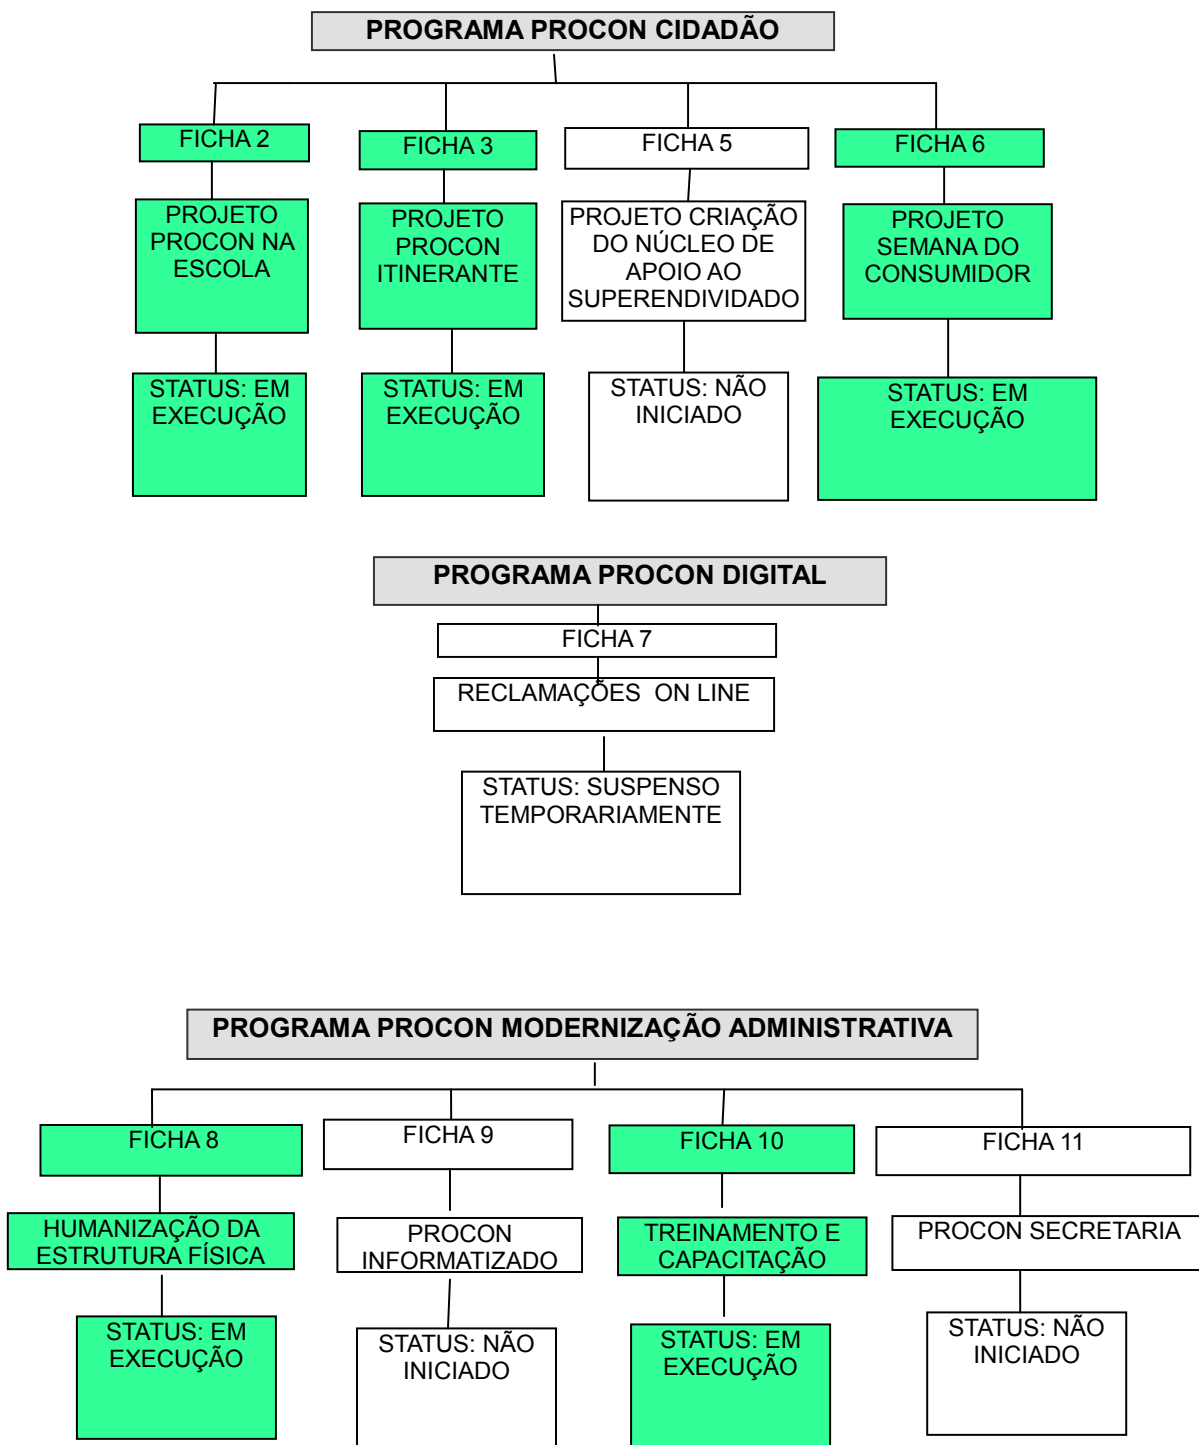 PROGRAMA PROCON CIDADÃO
FICHA 2
FICHA 3
FICHA 5
FICHA 6
PROJETO
PROCON NA
ESCOLA
PROJETO
PROCON
ITINERANTE
PROJETO CRIAÇÃO
DO NÚCLEO DE
APOIO AO
SUPERENDIVIDADO
PROJETO
SEMANA DO
CONSUMIDOR
STATUS: EM
EXECUÇÃO
STATUS: EM
EXECUÇÃO
STATUS: NÃO
INICIADO
STATUS: EM
EXECUÇÃO
PROGRAMA PROCON DIGITAL
FICHA 7
RECLAMAÇÕES  ON LINE
STATUS: SUSPENSO
TEMPORARIAMENTE
PROGRAMA PROCON MODERNIZAÇÃO ADMINISTRATIVA
FICHA 8
FICHA 9
FICHA 10
FICHA 11
HUMANIZAÇÃO DA
ESTRUTURA FÍSICA
PROCON
INFORMATIZADO
TREINAMENTO E
CAPACITAÇÃO
PROCON SECRETARIA
STATUS: EM
EXECUÇÃO
STATUS: NÃO
INICIADO
STATUS: EM
EXECUÇÃO
STATUS: NÃO
INICIADO